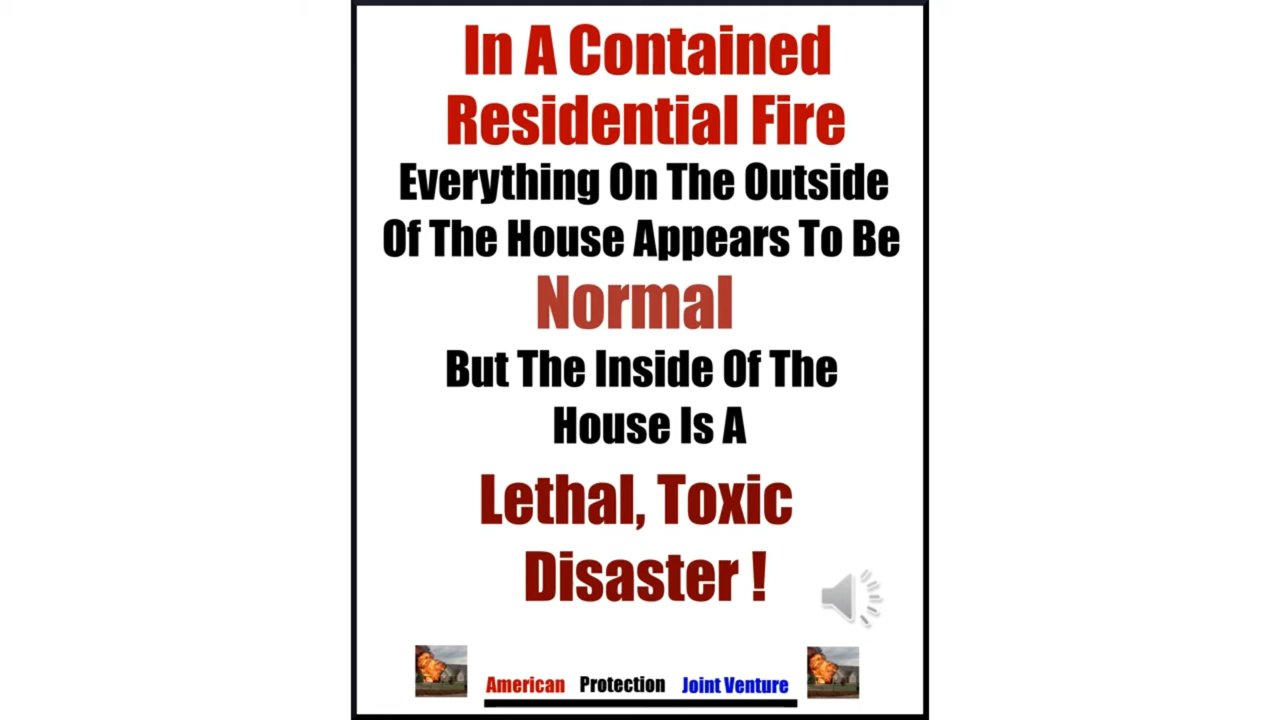 In A Contained
Residential Fire
Everything On The Outside
Of The House Appears To Be
Normal
But The Inside Of The
House Is A
Lethal, Toxic
Disaster !
American Protection Joint Venture